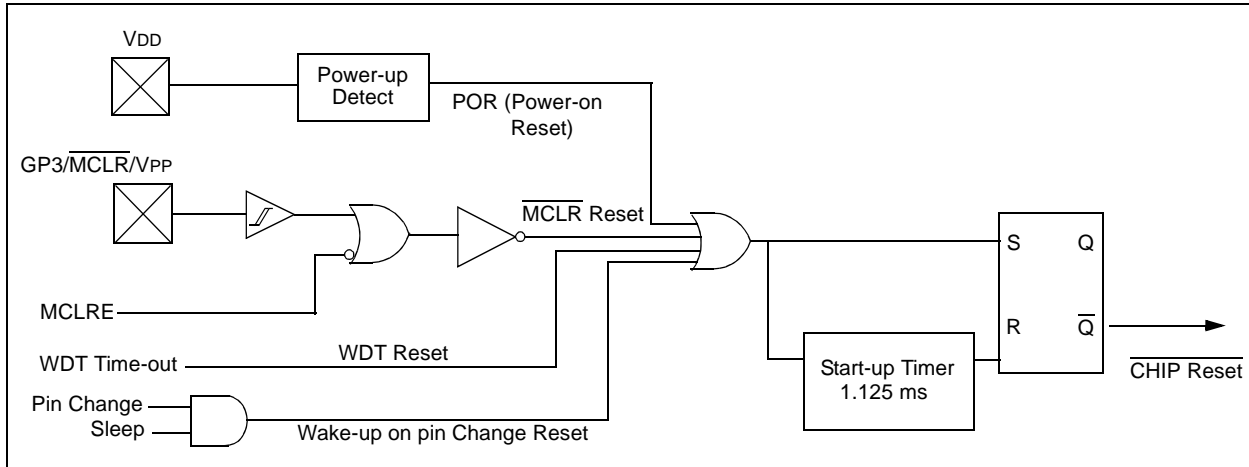 VDD
Power-up
Detect
POR (Power-on
Reset)
GP3/MCLR/VPP
MCLR Reset
S Q
MCLRE
R Q
WDT Time-out
WDT Reset
Start-up Timer
1.125 ms
CHIP Reset
Pin Change
Sleep
Wake-up on pin Change Reset